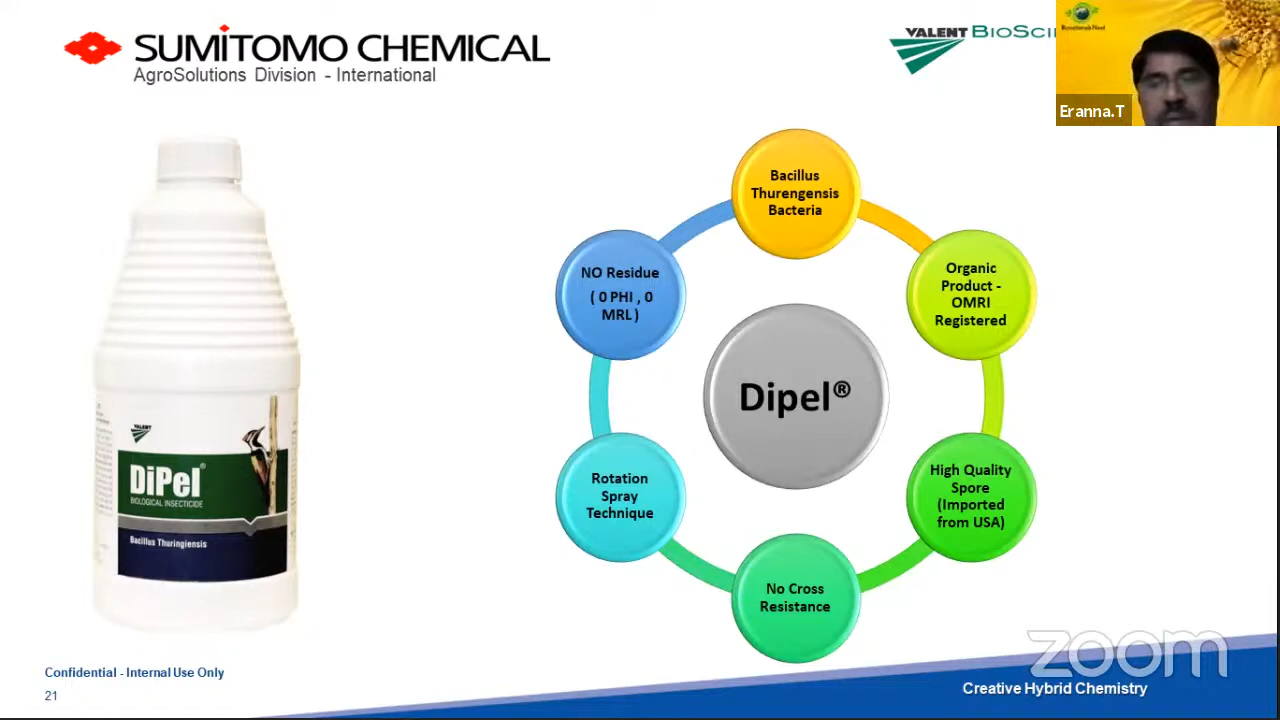 SUMITOMO CHEMICAL
AgroSolutions Division - International
VALENT BIOSCI
Eranna.T
Bacillus
Thurengensis
Bacteria
Organic
Product -
OMRI
Registered
High Quality
Spore
(Imported
from USA)
No Cross
Resistance
Rotation
Spray
Technique
NO Residue
( 0 PHI , 0
MRL )
Dipel®
VALENT
DiPel®
BIOLOGICAL INSECTICIDE
Bacillus Thuringiensis
Confidential - Internal Use Only
21
Creative Hybrid Chemistry
zoom